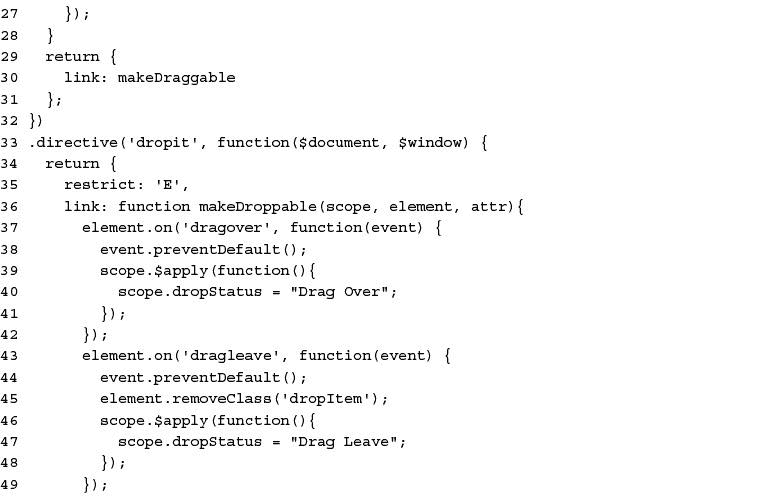 27     });
28   }
29   return {
30     link: makeDraggable
31   };
32 })
33 .directive('dropit', function($document, $window) {
34   return {
35     restrict: 'E',
36     link: function makeDroppable(scope, element, attr){
37       element.on('dragover', function(event) {
38         event.preventDefault();
39         scope.$apply(function(){
40           scope.dropStatus = "Drag Over";
41         });
42       });
43       element.on('dragleave', function(event) {
44         event.preventDefault();
45         element.removeClass('dropItem');
46         scope.$apply(function(){
47           scope.dropStatus = "Drag Leave";
48         });
49       });